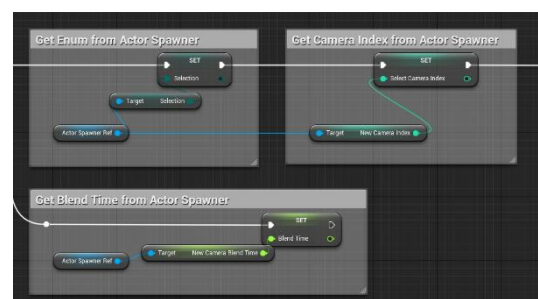 Get Enum from Actor Spawner
SET
Selection
Target Selection
Actor Spawner Ref
Get Camera Index from Actor Spawner
SET
Select Camera Index
Target New Camera Index
Get Blend Time from Actor Spawner
SET
Blend Time
Target New Camera Blend Time
Actor Spawner Ref